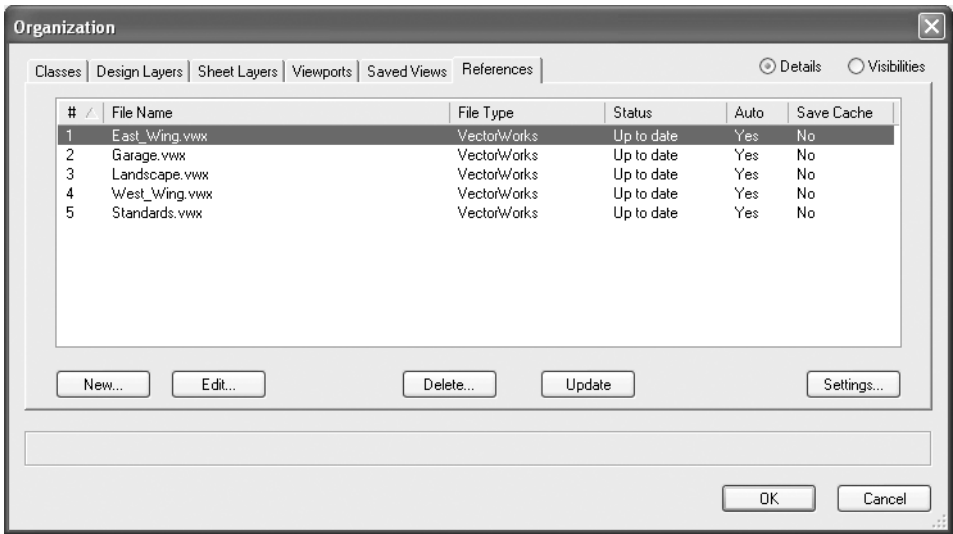 Organization
Classes Design Layers Sheet Layers Viewports Saved Views References Details Visibilities
# File Name File Type Status Auto Save Cache
1 East_Wing.vwx VectorWorks Up to date Yes No
2 Garage.vwx VectorWorks Up to date Yes No
3 Landscape.vwx VectorWorks Up to date Yes No
4 West_Wing.vwx VectorWorks Up to date Yes No
5 Standards.vwx VectorWorks Up to date Yes No
New... Edit... Delete... Update Settings...
OK Cancel